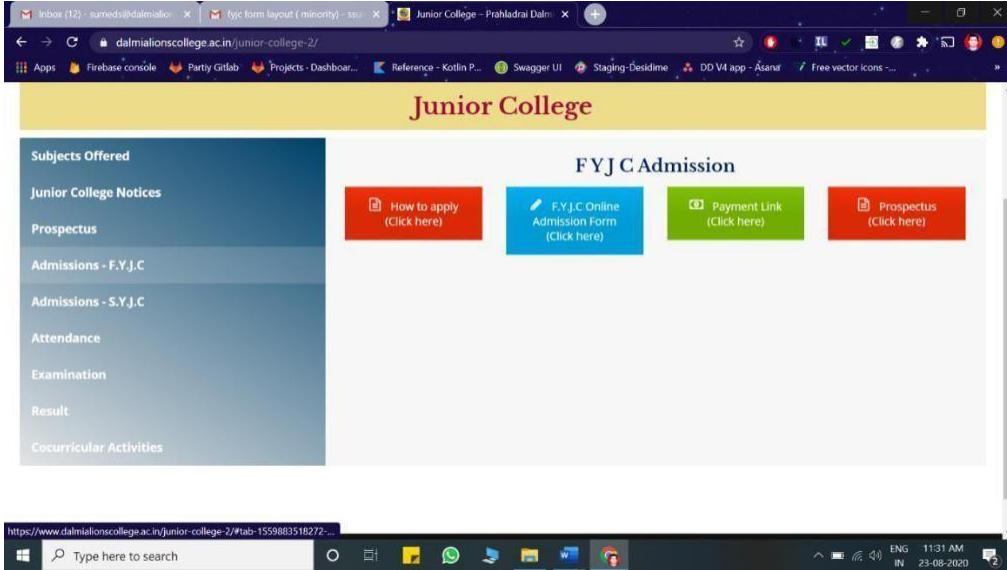 Inbox (12) - sumeds@dalmialion
fyjc form layout ( minority) - ssu
Junior College – Prahladrai Dalm
dalmialionscollege.ac.in/junior-college-2/
Apps
Firebase console
Partiy Gitlab
Projects - Dashboar...
Reference - Kotlin P...
Swagger UI
Staging-Desidime
DD V4 app - Asana
Free vector icons -...
Junior College
Subjects Offered
Junior College Notices
Prospectus
Admissions - F.Y.J.C
Admissions - S.Y.J.C
Attendance
Examination
Result
Cocurricular Activities
F Y J C Admission
How to apply
(Click here)
F.Y.J.C Online
Admission Form
(Click here)
Payment Link
(Click here)
Prospectus
(Click here)
https://www.dalmialionscollege.ac.in/junior-college-2/#tab-1559883518272-...
Type here to search
ENG
IN
11:31 AM
23-08-2020
2